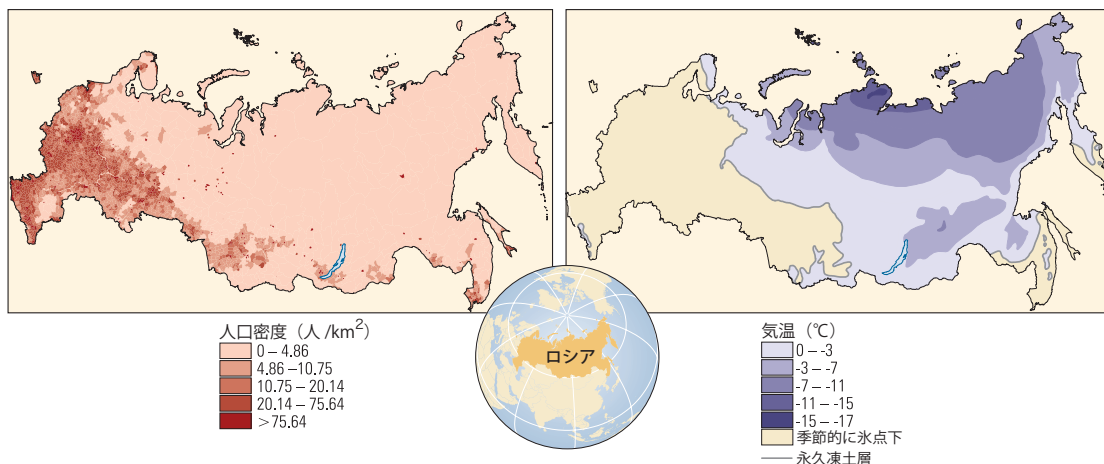 人口密度（人 /km²）
0 – 4.86
4.86 –10.75
10.75 – 20.14
20.14 – 75.64
>75.64
ロシア
気温（℃）
0 – -3
-3 – -7
-7 – -11
-11 – -15
-15 – -17
季節的に氷点下
永久凍土層